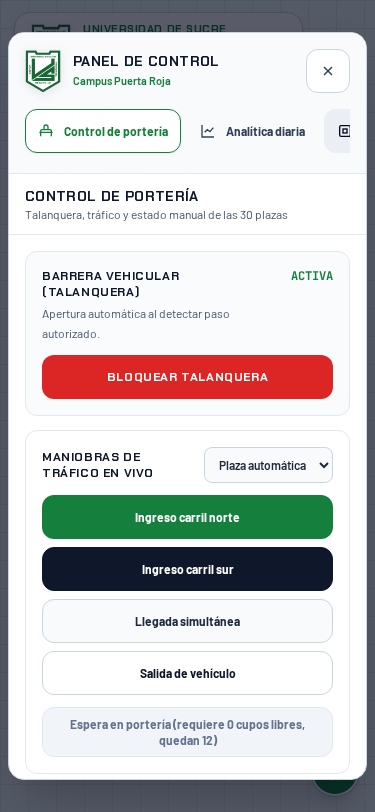 UNIVERSIDAD DE SUCRE
PANEL DE CONTROL
Campus Puerta Roja
Control de portería
Analítica diaria
CONTROL DE PORTERÍA
Talanquera, tráfico y estado manual de las 30 plazas
BARRERA VEHICULAR
(TALANQUERA)
ACTIVA
Apertura automática al detectar paso
autorizado.
BLOQUEAR TALANQUERA
MANIOBRAS DE
TRÁFICO EN VIVO
Plaza automática
Ingreso carril norte
Ingreso carril sur
Llegada simultánea
Salida de vehículo
Espera en portería (requiere 0 cupos libres,
quedan 12)